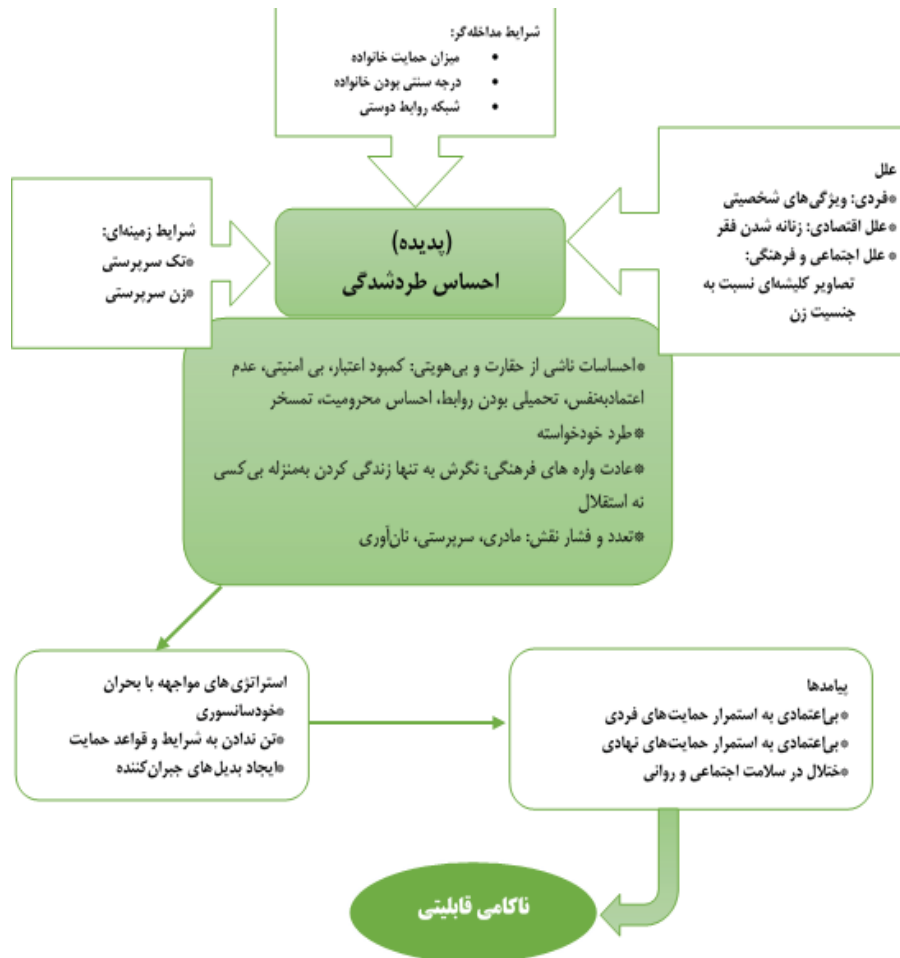 شرایط مداخله‌گر:
• میزان حمایت خانواده
• درجه سنتی بودن خانواده
• شبکه روابط دوستی
علل
*فردی: ویژگی‌های شخصیتی
*علل اقتصادی: زنانه شدن فقر
*علل اجتماعی و فرهنگی:
تصاویر کلیشه‌ای نسبت به
جنسیت زن
شرایط زمینه‌ای:
*تک سرپرستی
*زن سرپرستی
(پدیده)
احساس طردشدگی
*احساسات ناشی از حقارت و بی‌هویتی: کمبود اعتبار، بی امنیتی، عدم
اعتمادبه‌نفس، تحمیلی بودن روابط، احساس محرومیت، تمسخر
*طرد خودخواسته
*عادت واره های فرهنگی: نگرش به تنها زندگی کردن به‌منزله بی‌کسی
نه استقلال
*تعدد و فشار نقش: مادری، سرپرستی، نان‌آوری
استراتژی‌های مواجهه با بحران
*خودسانسوری
*تن ندادن به شرایط و قواعد حمایت
*ایجاد بدیل‌های جبران‌کننده
پیامدها
*بی‌اعتمادی به استمرار حمایت‌های فردی
*بی‌اعتمادی به استمرار حمایت‌های نهادی
*ختلال در سلامت اجتماعی و روانی
ناکامی قابلیتی